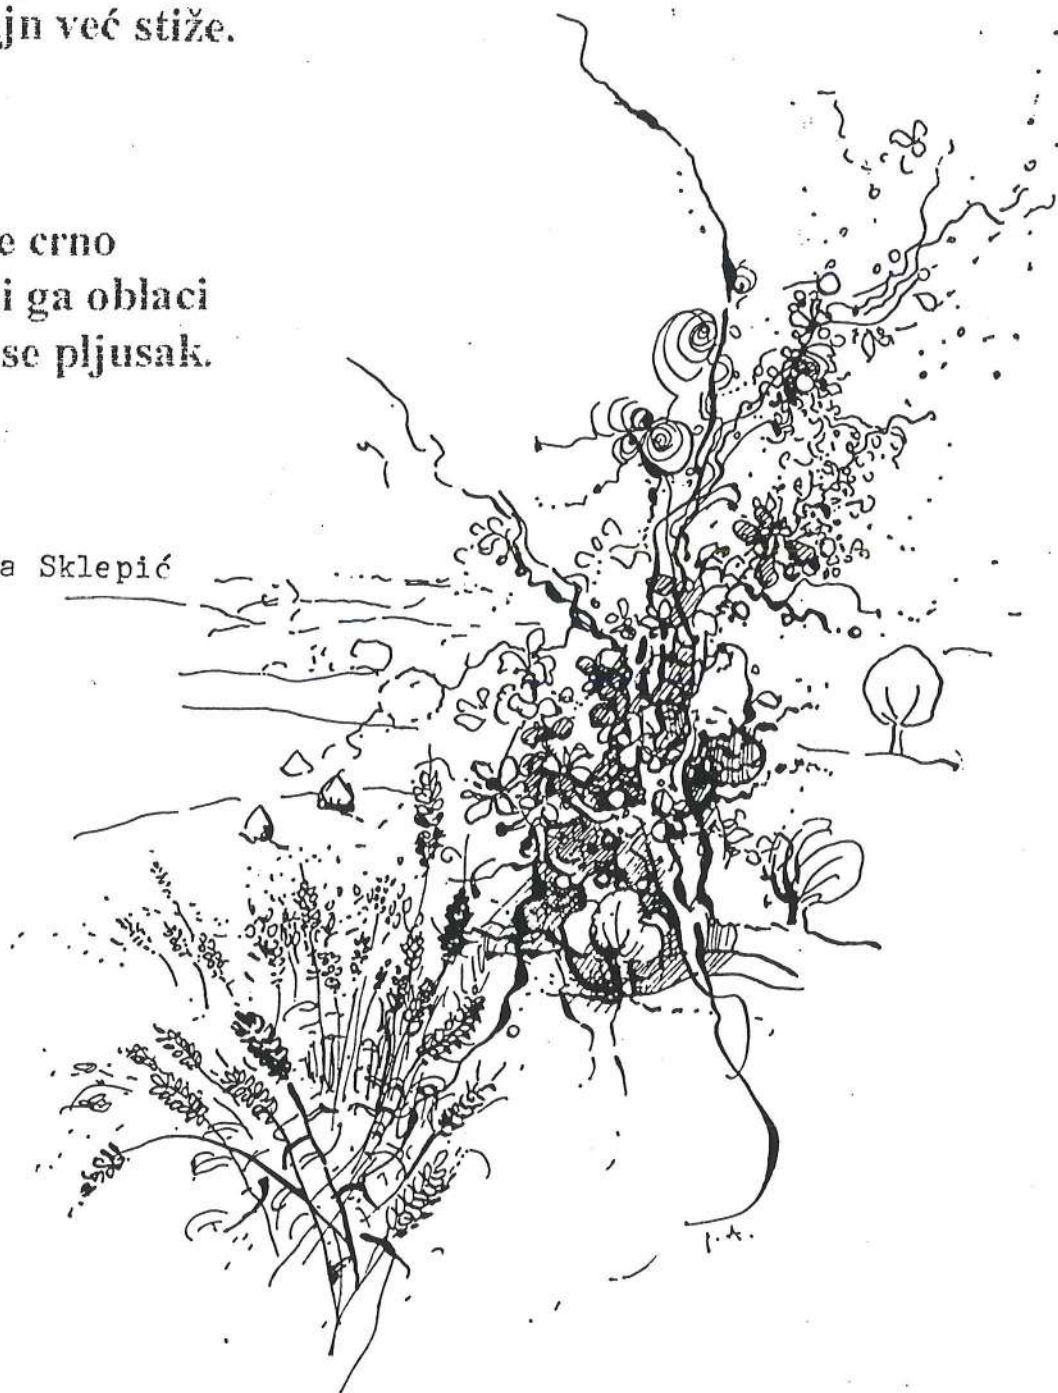 jn već stiže.
e crno
i ga oblaci
se pljusak.
a Sklepić
J.A.